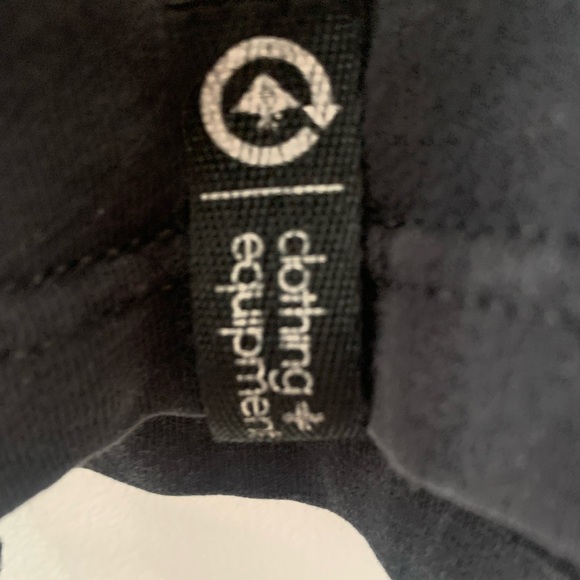 clothing +
equipment